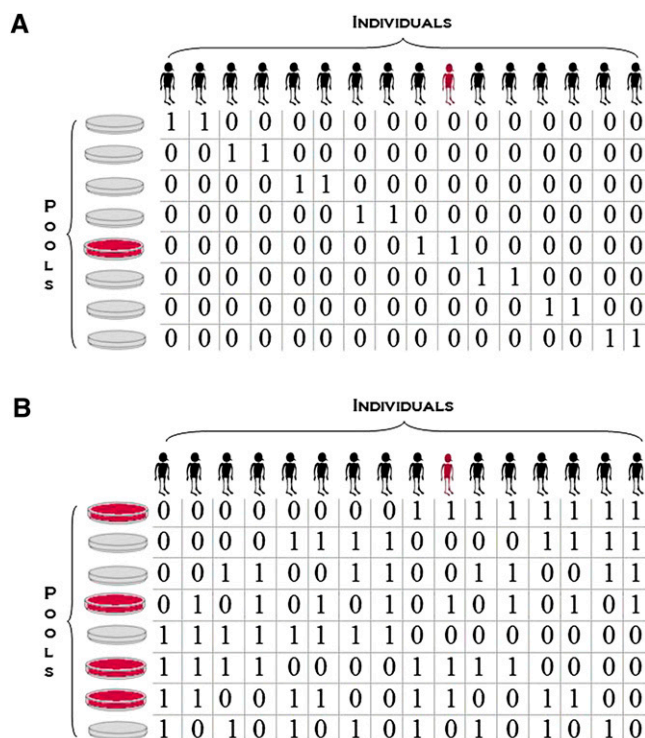 A
INDIVIDUALS
POOLS
1 1 0 0 0 0 0 0 0 0 0 0 0 0 0 0
0 0 1 1 0 0 0 0 0 0 0 0 0 0 0 0
0 0 0 0 1 1 0 0 0 0 0 0 0 0 0 0
0 0 0 0 0 0 1 1 0 0 0 0 0 0 0 0
0 0 0 0 0 0 0 0 1 1 0 0 0 0 0 0
0 0 0 0 0 0 0 0 0 0 1 1 0 0 0 0
0 0 0 0 0 0 0 0 0 0 0 0 1 1 0 0
0 0 0 0 0 0 0 0 0 0 0 0 0 0 1 1
B
INDIVIDUALS
POOLS
0 0 0 0 0 0 0 0 1 1 1 1 1 1 1 1
0 0 0 0 1 1 1 1 0 0 0 0 1 1 1 1
0 0 1 1 0 0 1 1 0 0 1 1 0 0 1 1
0 1 0 1 0 1 0 1 0 1 0 1 0 1 0 1
1 1 1 1 1 1 1 1 0 0 0 0 0 0 0 0
1 1 1 1 0 0 0 0 1 1 1 1 0 0 0 0
1 1 0 0 1 1 0 0 1 1 0 0 1 1 0 0
1 0 1 0 1 0 1 0 1 0 1 0 1 0 1 0